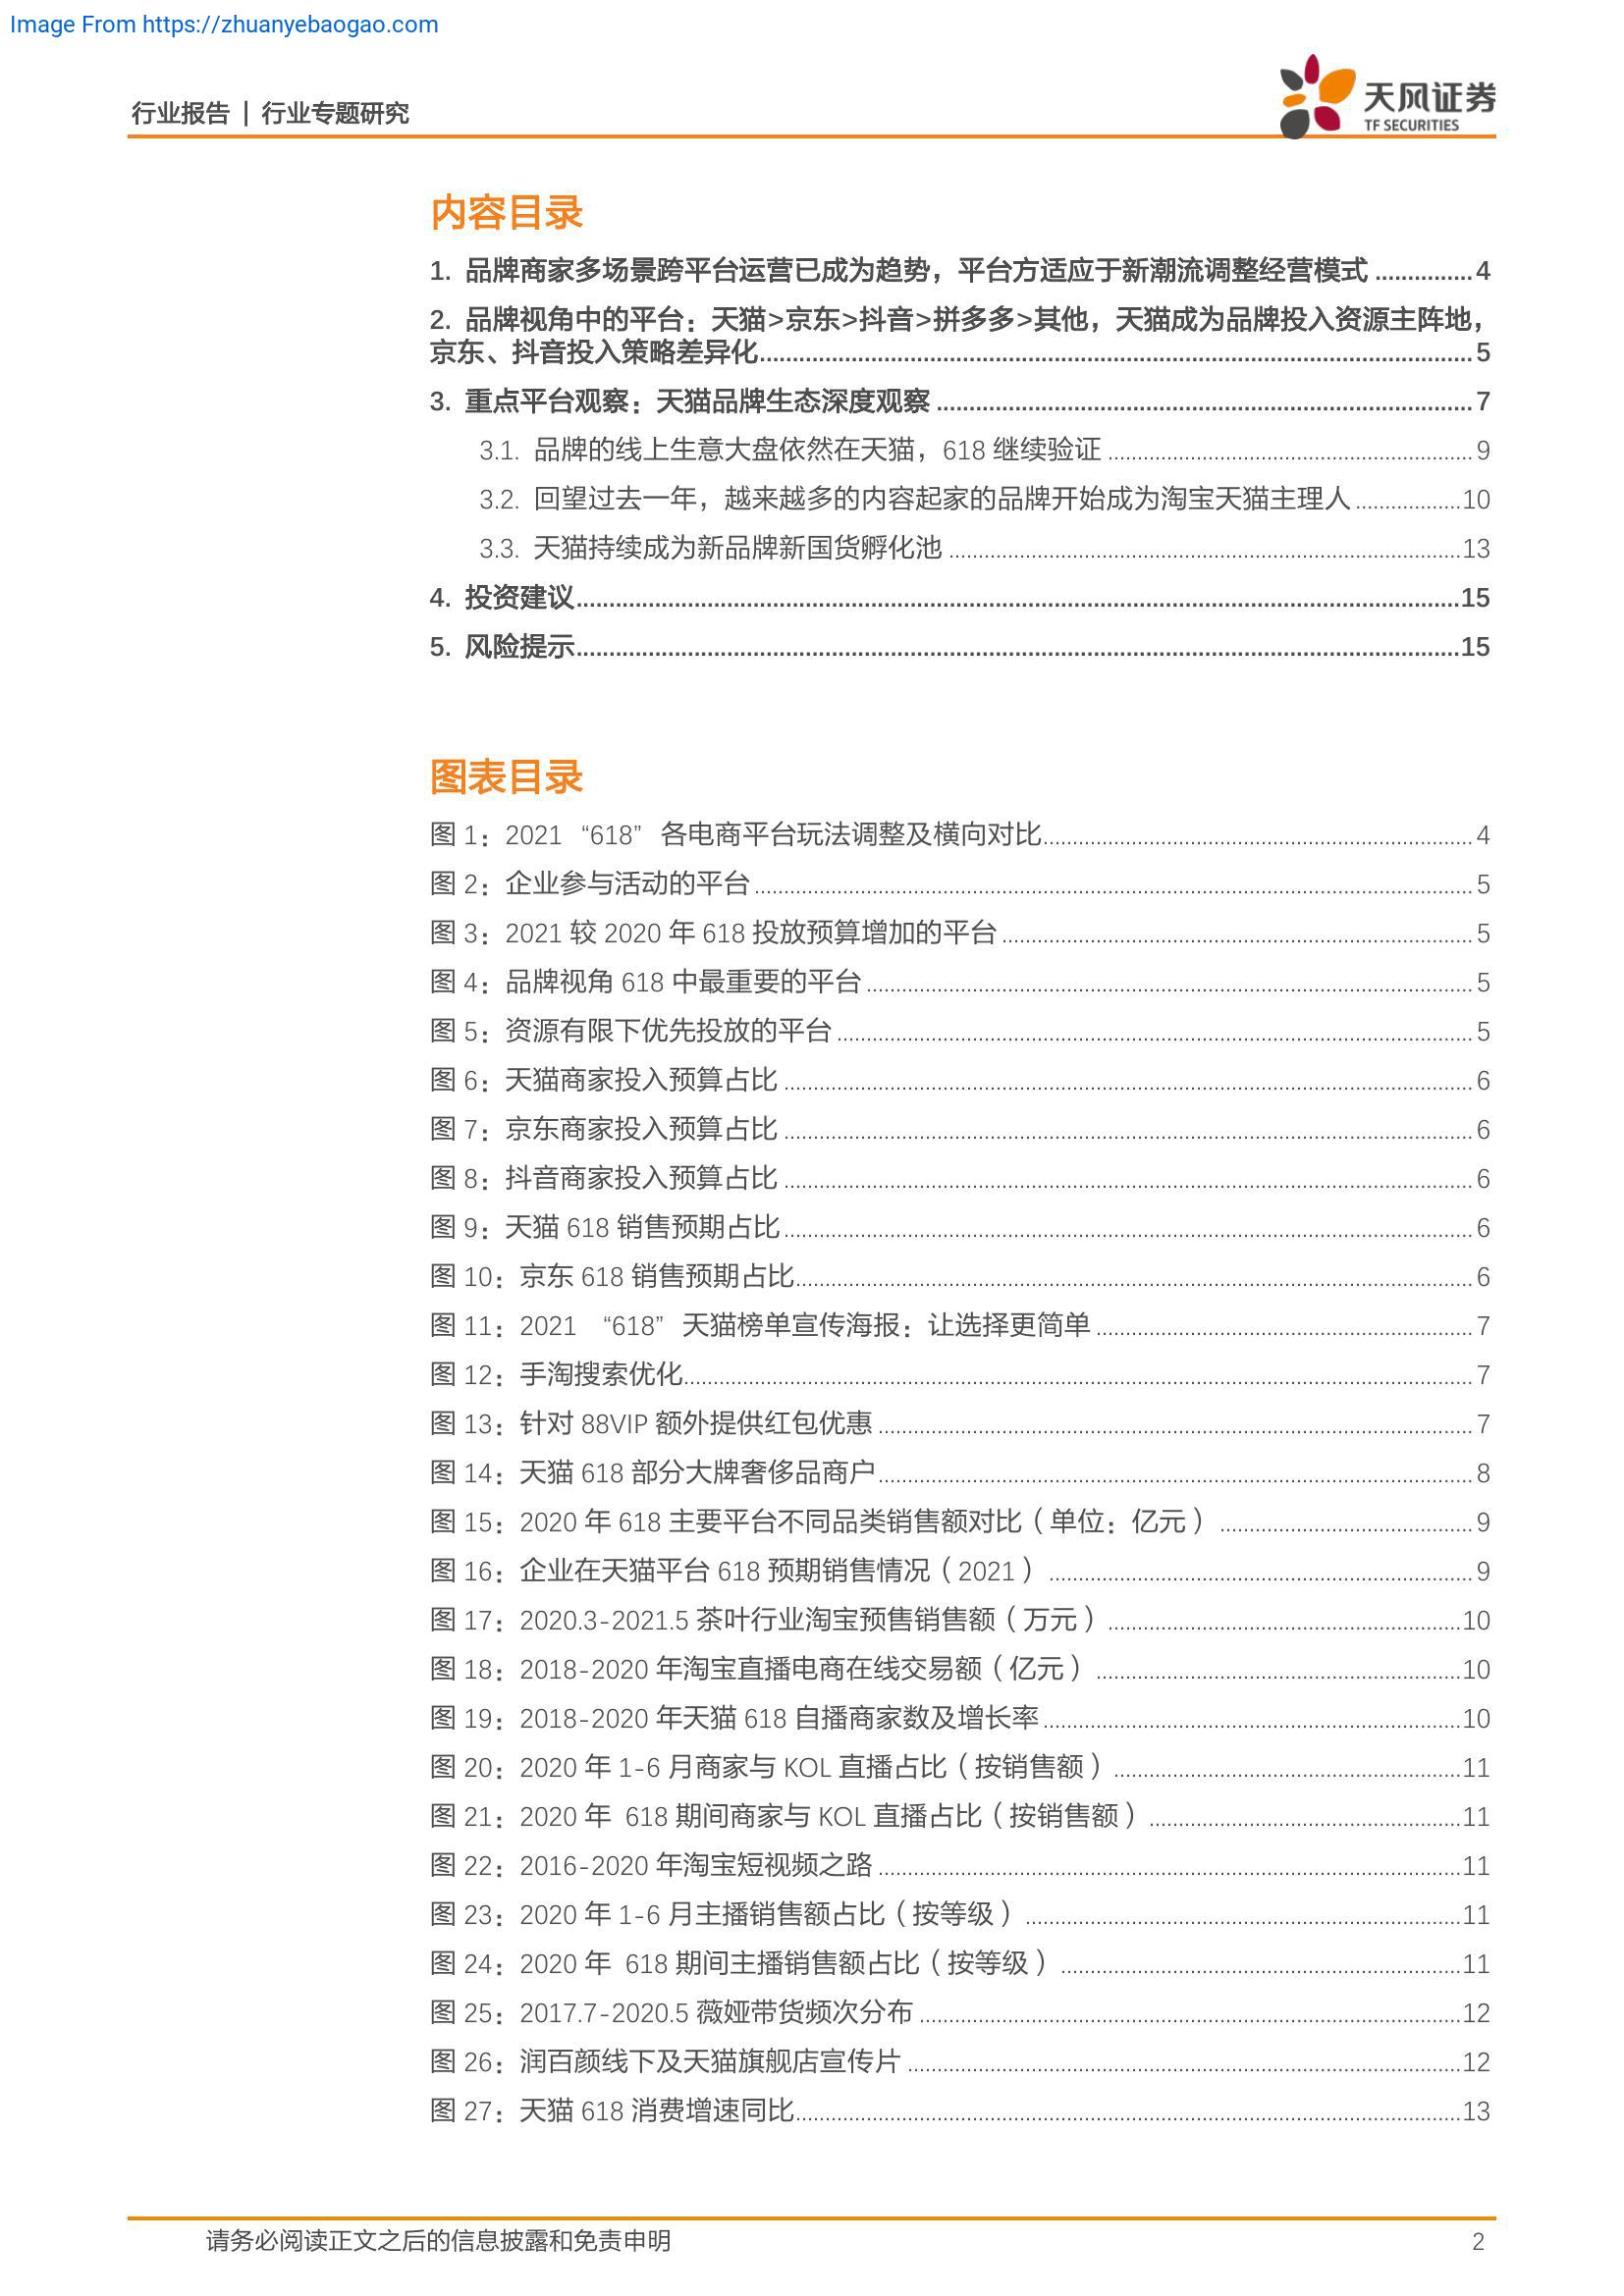 Image From https://zhuanyebaogao.com
行业报告 | 行业专题研究
天风证券
TF SECURITIES
内容目录
1. 品牌商家多场景跨平台运营已成为趋势，平台方适应于新潮流调整经营模式 ..............4
2. 品牌视角中的平台：天猫>京东>抖音>拼多多>其他，天猫成为品牌投入资源主阵地，
京东、抖音投入策略差异化..............5
3. 重点平台观察：天猫品牌生态深度观察 ..............7
3.1. 品牌的线上生意大盘依然在天猫，618 继续验证 ..............9
3.2. 回望过去一年，越来越多的内容起家的品牌开始成为淘宝天猫主理人 ..............10
3.3. 天猫持续成为新品牌新国货孵化池 ..............13
4. 投资建议..............15
5. 风险提示..............15
图表目录
图 1：2021 “618” 各电商平台玩法调整及横向对比..............4
图 2：企业参与活动的平台 ..............5
图 3：2021 较 2020 年 618 投放预算增加的平台 ..............5
图 4：品牌视角 618 中最重要的平台 ..............5
图 5：资源有限下优先投放的平台 ..............5
图 6：天猫商家投入预算占比 ..............6
图 7：京东商家投入预算占比 ..............6
图 8：抖音商家投入预算占比 ..............6
图 9：天猫 618 销售预期占比 ..............6
图 10：京东 618 销售预期占比..............6
图 11：2021 “618” 天猫榜单宣传海报：让选择更简单 ..............7
图 12：手淘搜索优化..............7
图 13：针对 88VIP 额外提供红包优惠 ..............7
图 14：天猫 618 部分大牌奢侈品商户..............8
图 15：2020 年 618 主要平台不同品类销售额对比（单位：亿元） ..............9
图 16：企业在天猫平台 618 预期销售情况（2021） ..............9
图 17：2020.3-2021.5 茶叶行业淘宝预售销售额（万元） ..............10
图 18：2018-2020 年淘宝直播电商在线交易额（亿元） ..............10
图 19：2018-2020 年天猫 618 自播商家数及增长率 ..............10
图 20：2020 年 1-6 月商家与 KOL 直播占比（按销售额） ..............11
图 21：2020 年 618 期间商家与 KOL 直播占比（按销售额） ..............11
图 22：2016-2020 年淘宝短视频之路 ..............11
图 23：2020 年 1-6 月主播销售额占比（按等级） ..............11
图 24：2020 年 618 期间主播销售额占比（按等级） ..............11
图 25：2017.7-2020.5 薇娅带货频次分布 ..............12
图 26：润百颜线下及天猫旗舰店宣传片 ..............12
图 27：天猫 618 消费增速同比..............13
请务必阅读正文之后的信息披露和免责申明
2